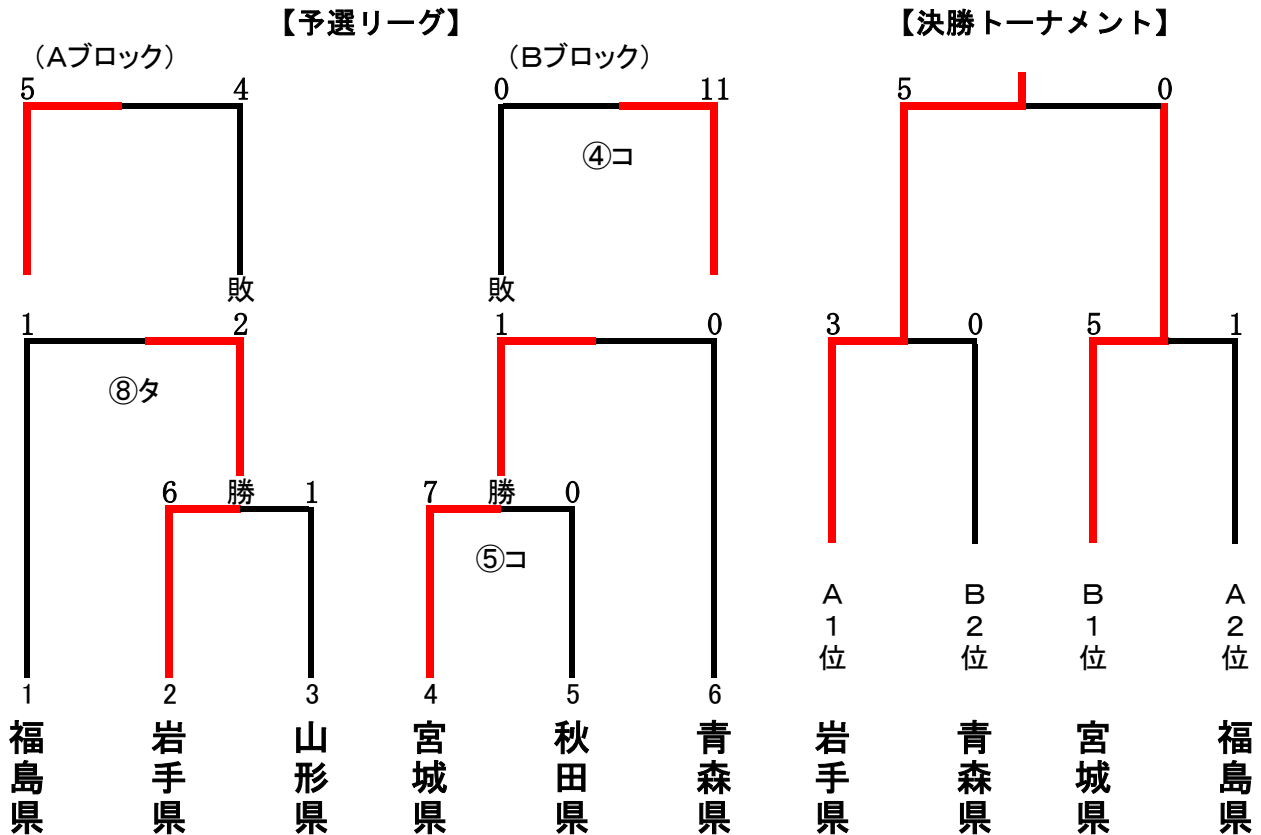 【予選リーグ】
【決勝トーナメント】
（Aブロック）
（Bブロック）
5 4
0 11
5 0
④コ
敗
敗
1 2
1 0
3 0
5 1
⑧タ
6 勝 1
7 勝 0
⑤コ
A1位
B2位
B1位
A2位
1 2 3 4 5 6
福島県
岩手県
山形県
宮城県
秋田県
青森県
岩手県
青森県
宮城県
福島県